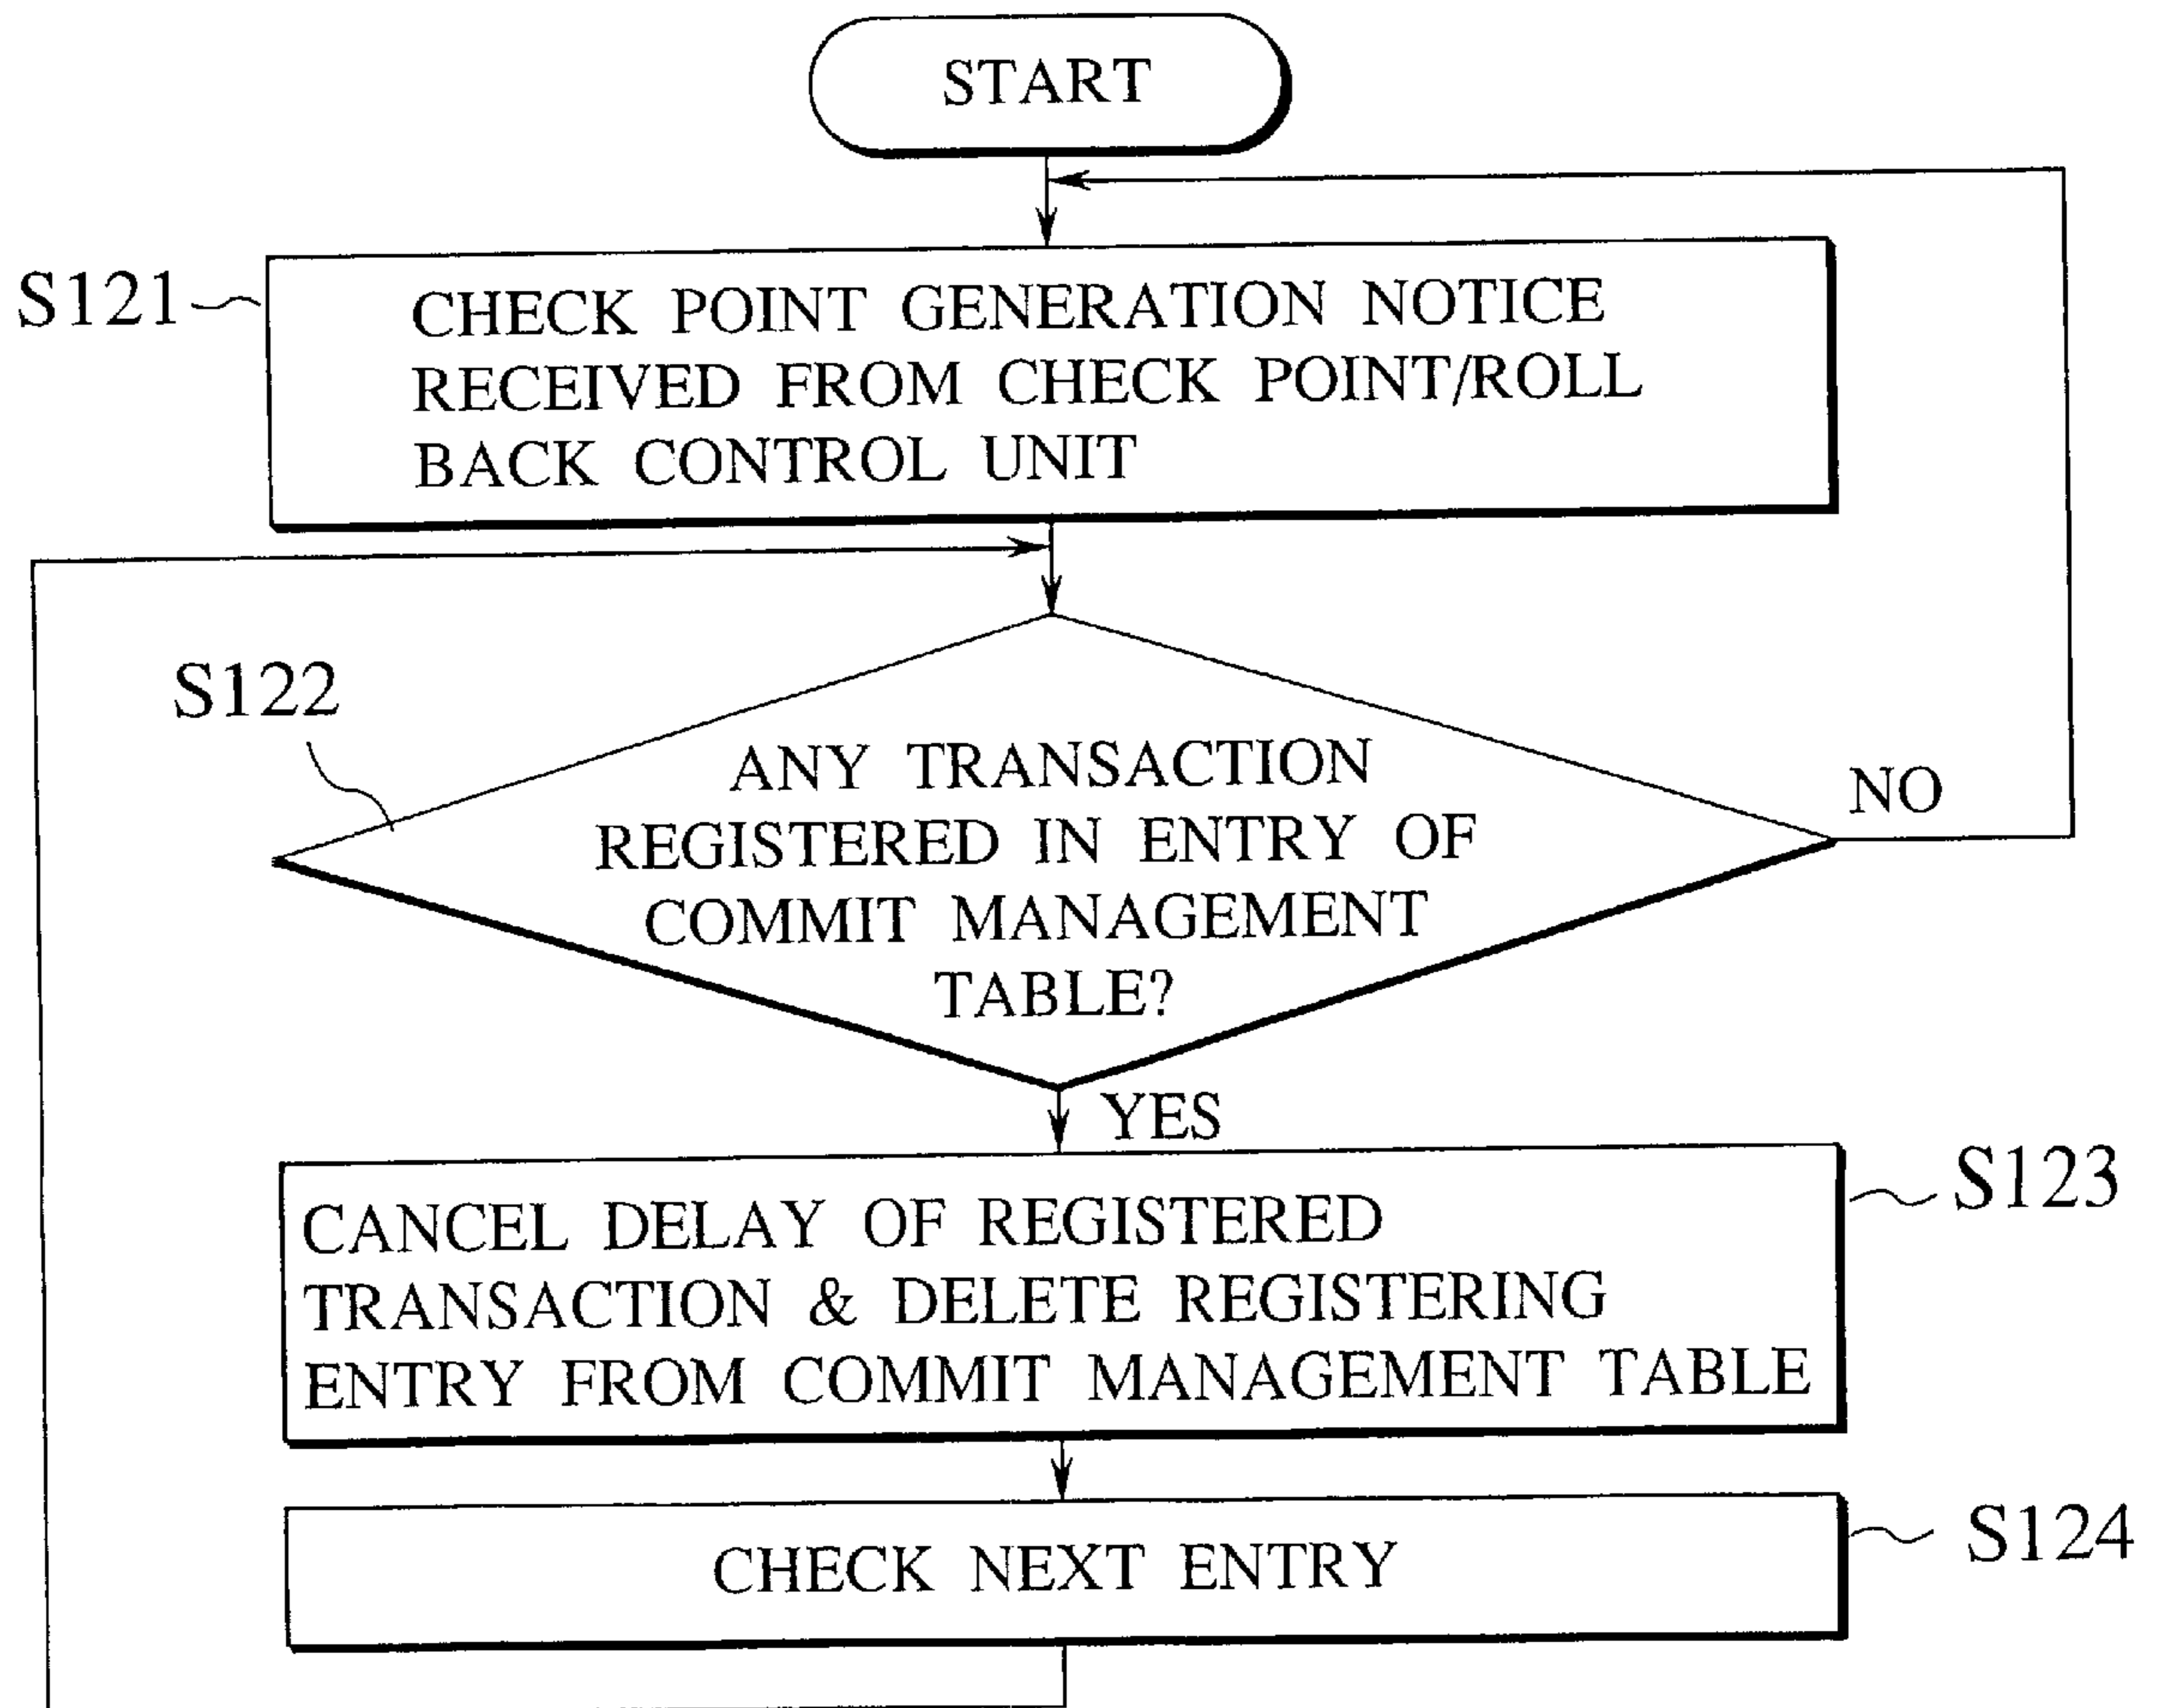 START
S121
CHECK POINT GENERATION NOTICE
RECEIVED FROM CHECK POINT/ROLL
BACK CONTROL UNIT
S122
ANY TRANSACTION
REGISTERED IN ENTRY OF
COMMIT MANAGEMENT
TABLE?
NO
YES
S123
CANCEL DELAY OF REGISTERED
TRANSACTION & DELETE REGISTERING
ENTRY FROM COMMIT MANAGEMENT TABLE
S124
CHECK NEXT ENTRY